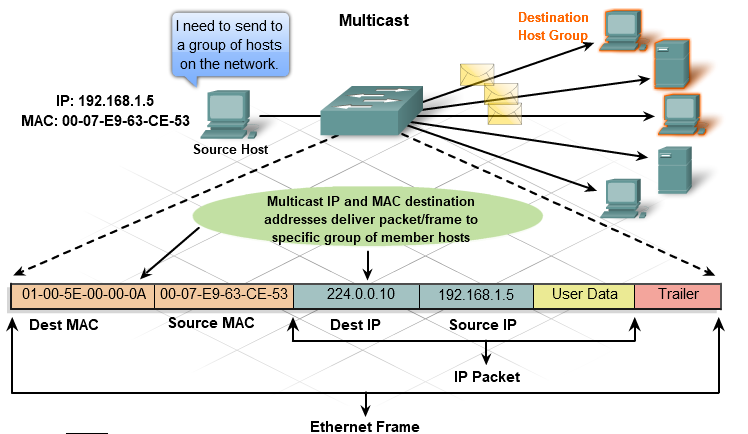 Multicast
Destination
Host Group
I need to send to
a group of hosts
on the network.
IP: 192.168.1.5
MAC: 00-07-E9-63-CE-53
Source Host
Multicast IP and MAC destination
addresses deliver packet/frame to
specific group of member hosts
01-00-5E-00-00-0A 00-07-E9-63-CE-53 224.0.0.10 192.168.1.5 User Data Trailer
Dest MAC Source MAC Dest IP Source IP
IP Packet
Ethernet Frame